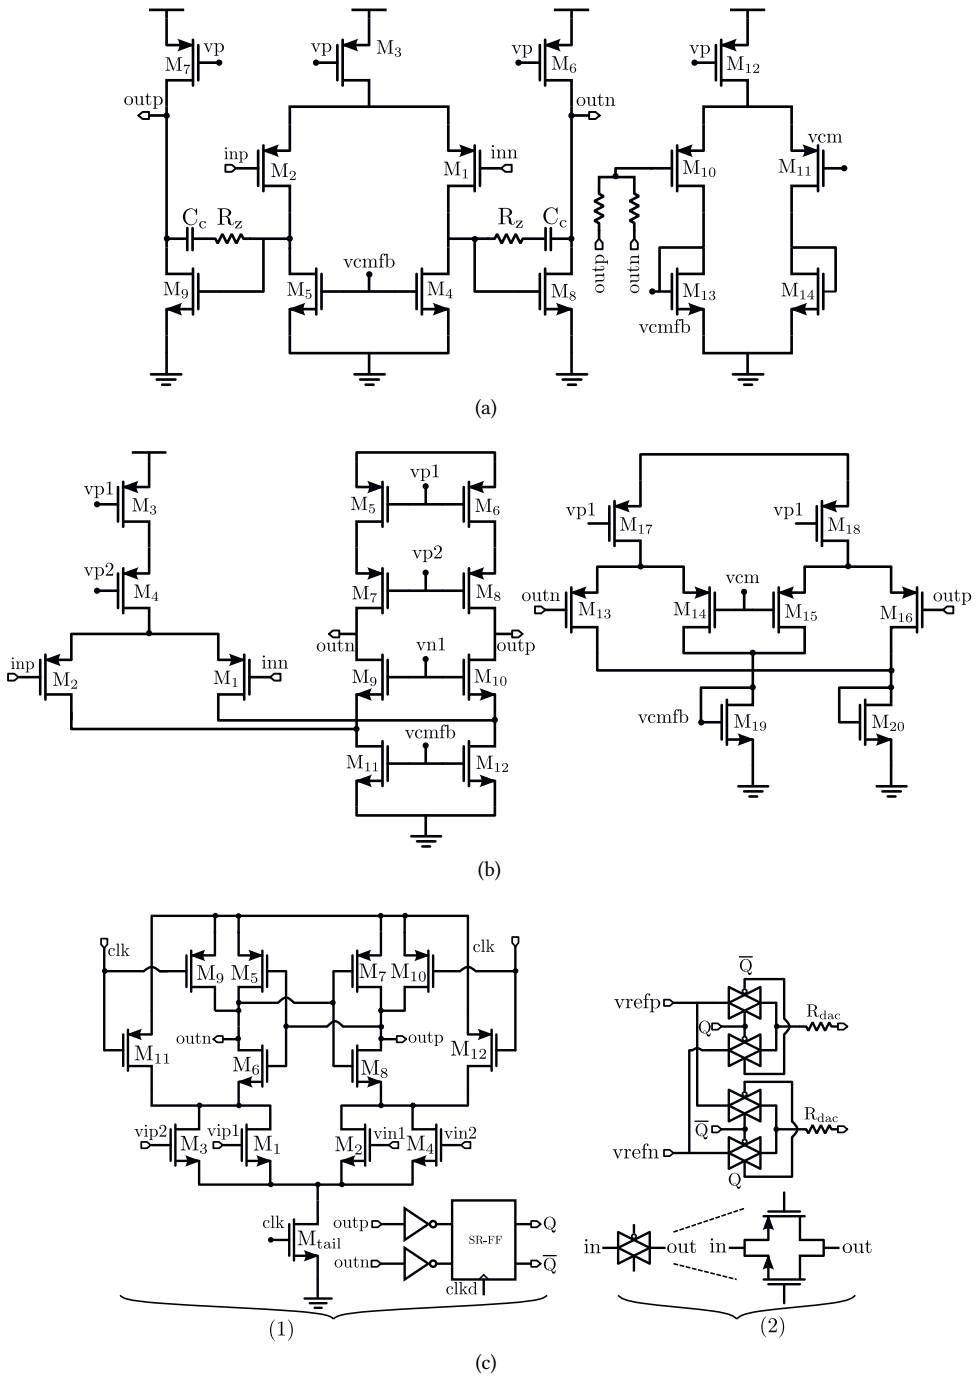 vp vp M3 vp vp
M7 M6 M12
outp outn
inp M2 M1 inn M10 M11 vcm
Cc Rz Rz Cc
vcmfb outp outn
M9 M5 M4 M8 M13 M14
vcmfb
(a)
vp1 M3 M5 vp1 M6 vp1 M17 vp1 M18
vp2 M4 M7 vp2 M8
outn M13 M14 vcm M15 M16 outp
outn vn1 outp
inp M2 M1 inn M9 M10
vcmfb M19 M20
M11 vcmfb M12
(b)
clk M9 M5 M7 M10 clk
Q̅
vrefp
Q Rdac
M11 outn M6 M8 outp M12
vip2 M3 vip1 M1 M2 vin1 M4 vin2
Q̅ Rdac
vrefn
Q
clk Mtail
outp SR-FF Q
outn Q̅
clkd
in out in out
(1) (2)
(c)